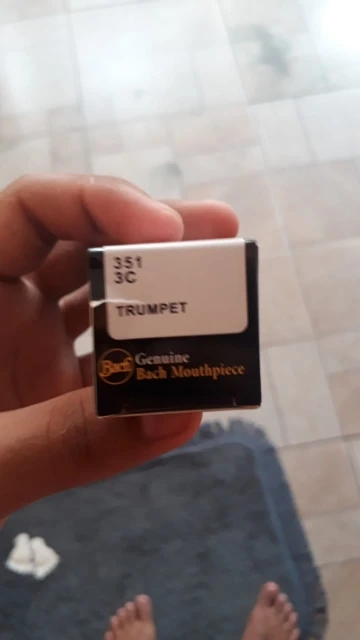 351
3C
TRUMPET
Bach Genuine
Bach Mouthpiece